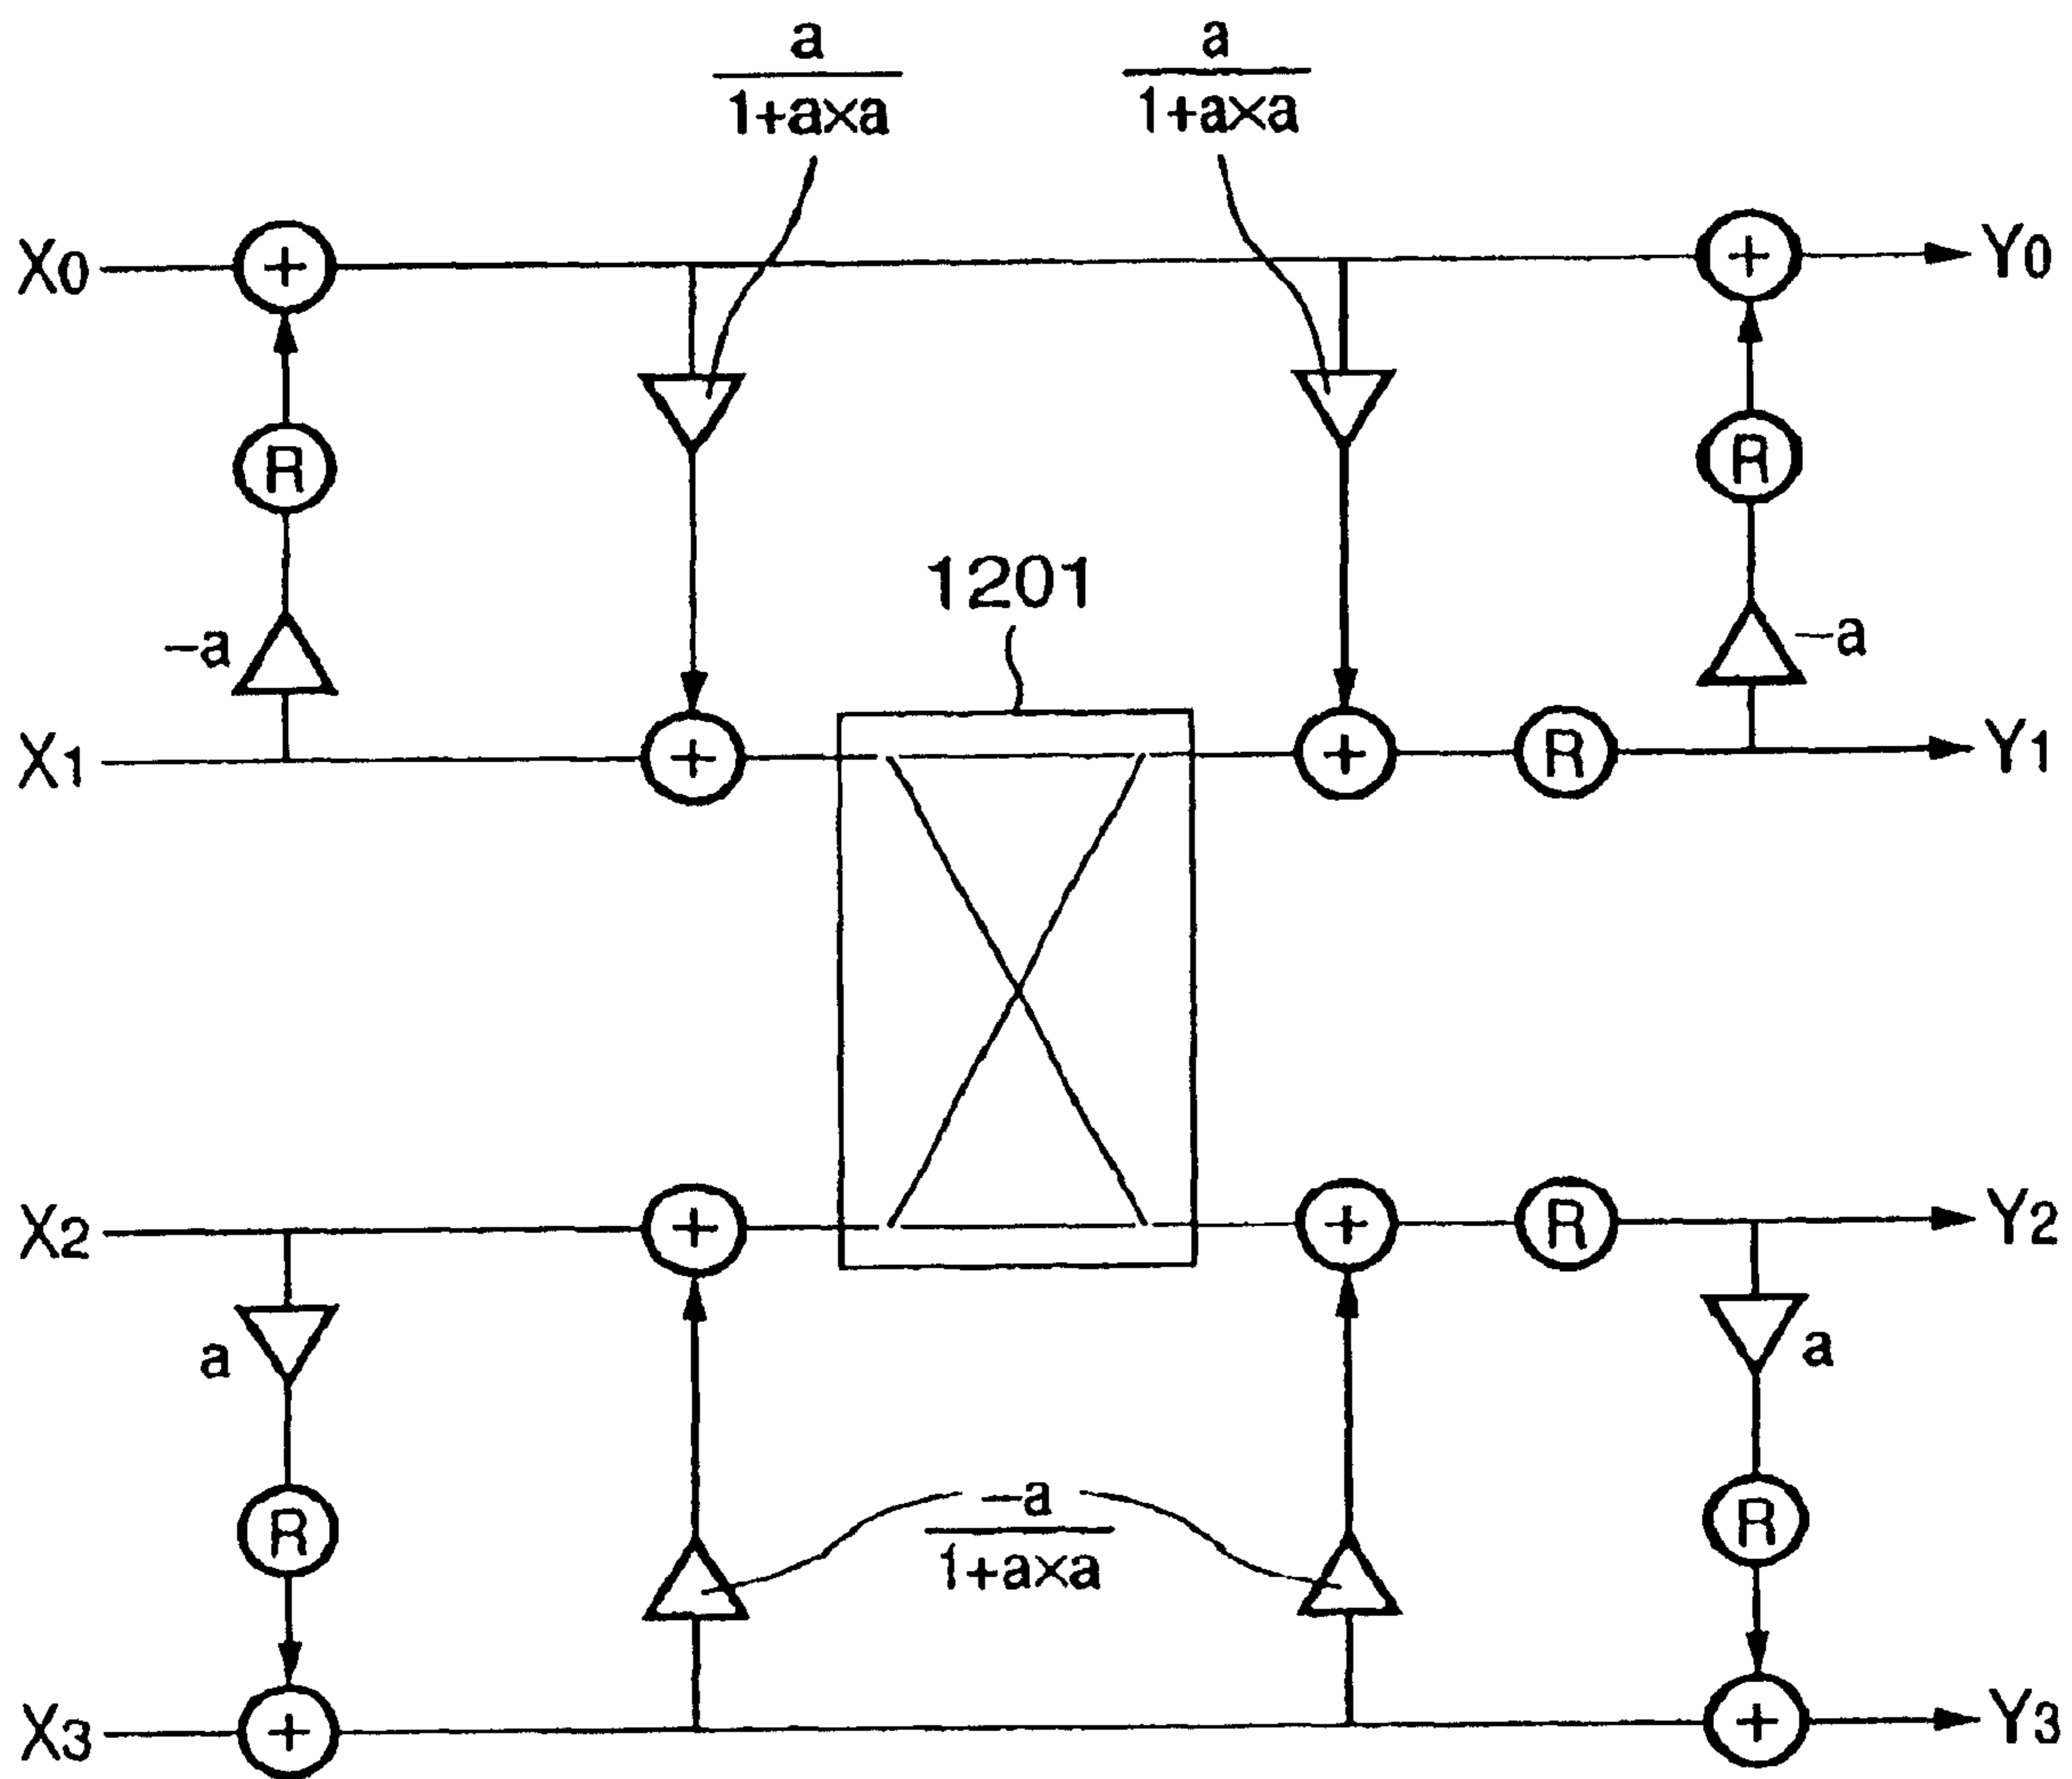 a
1+a×a
a
1+a×a
X0
+
+
Y0
R
R
1201
-a
-a
X1
+
+
R
Y1
X2
+
+
R
Y2
a
a
R
-a
1+a×a
R
X3
+
+
Y3